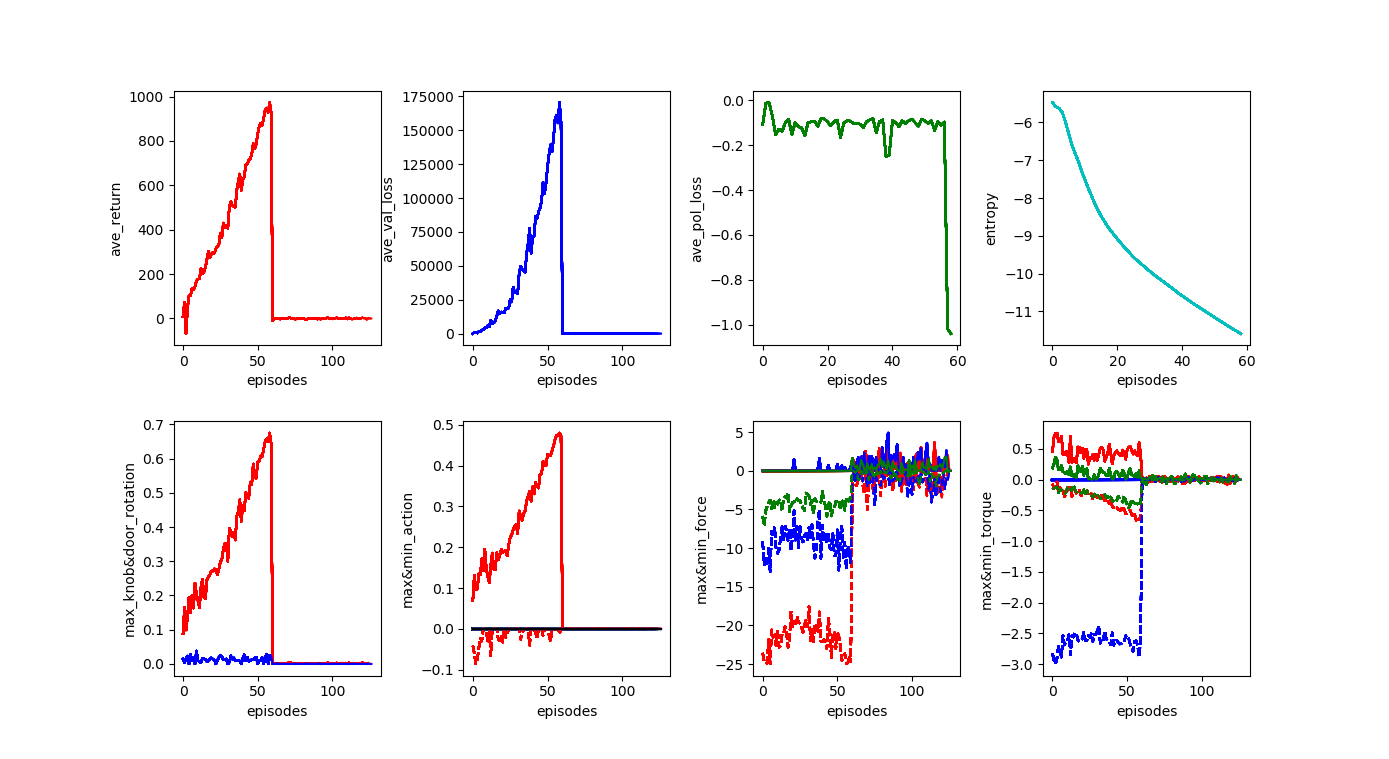 ave_return
1000
800
600
400
200
0
0 50 100
episodes
ave_val_loss
175000
150000
125000
100000
75000
50000
25000
0
0 50 100
episodes
ave_pol_loss
0.0
−0.2
−0.4
−0.6
−0.8
−1.0
0 20 40 60
episodes
entropy
−6
−7
−8
−9
−10
−11
0 20 40 60
episodes
max_knob&door_rotation
0.7
0.6
0.5
0.4
0.3
0.2
0.1
0.0
0 50 100
episodes
max&min_action
0.5
0.4
0.3
0.2
0.1
0.0
−0.1
0 50 100
episodes
max&min_force
5
0
−5
−10
−15
−20
−25
0 50 100
episodes
max&min_torque
0.5
0.0
−0.5
−1.0
−1.5
−2.0
−2.5
−3.0
0 50 100
episodes